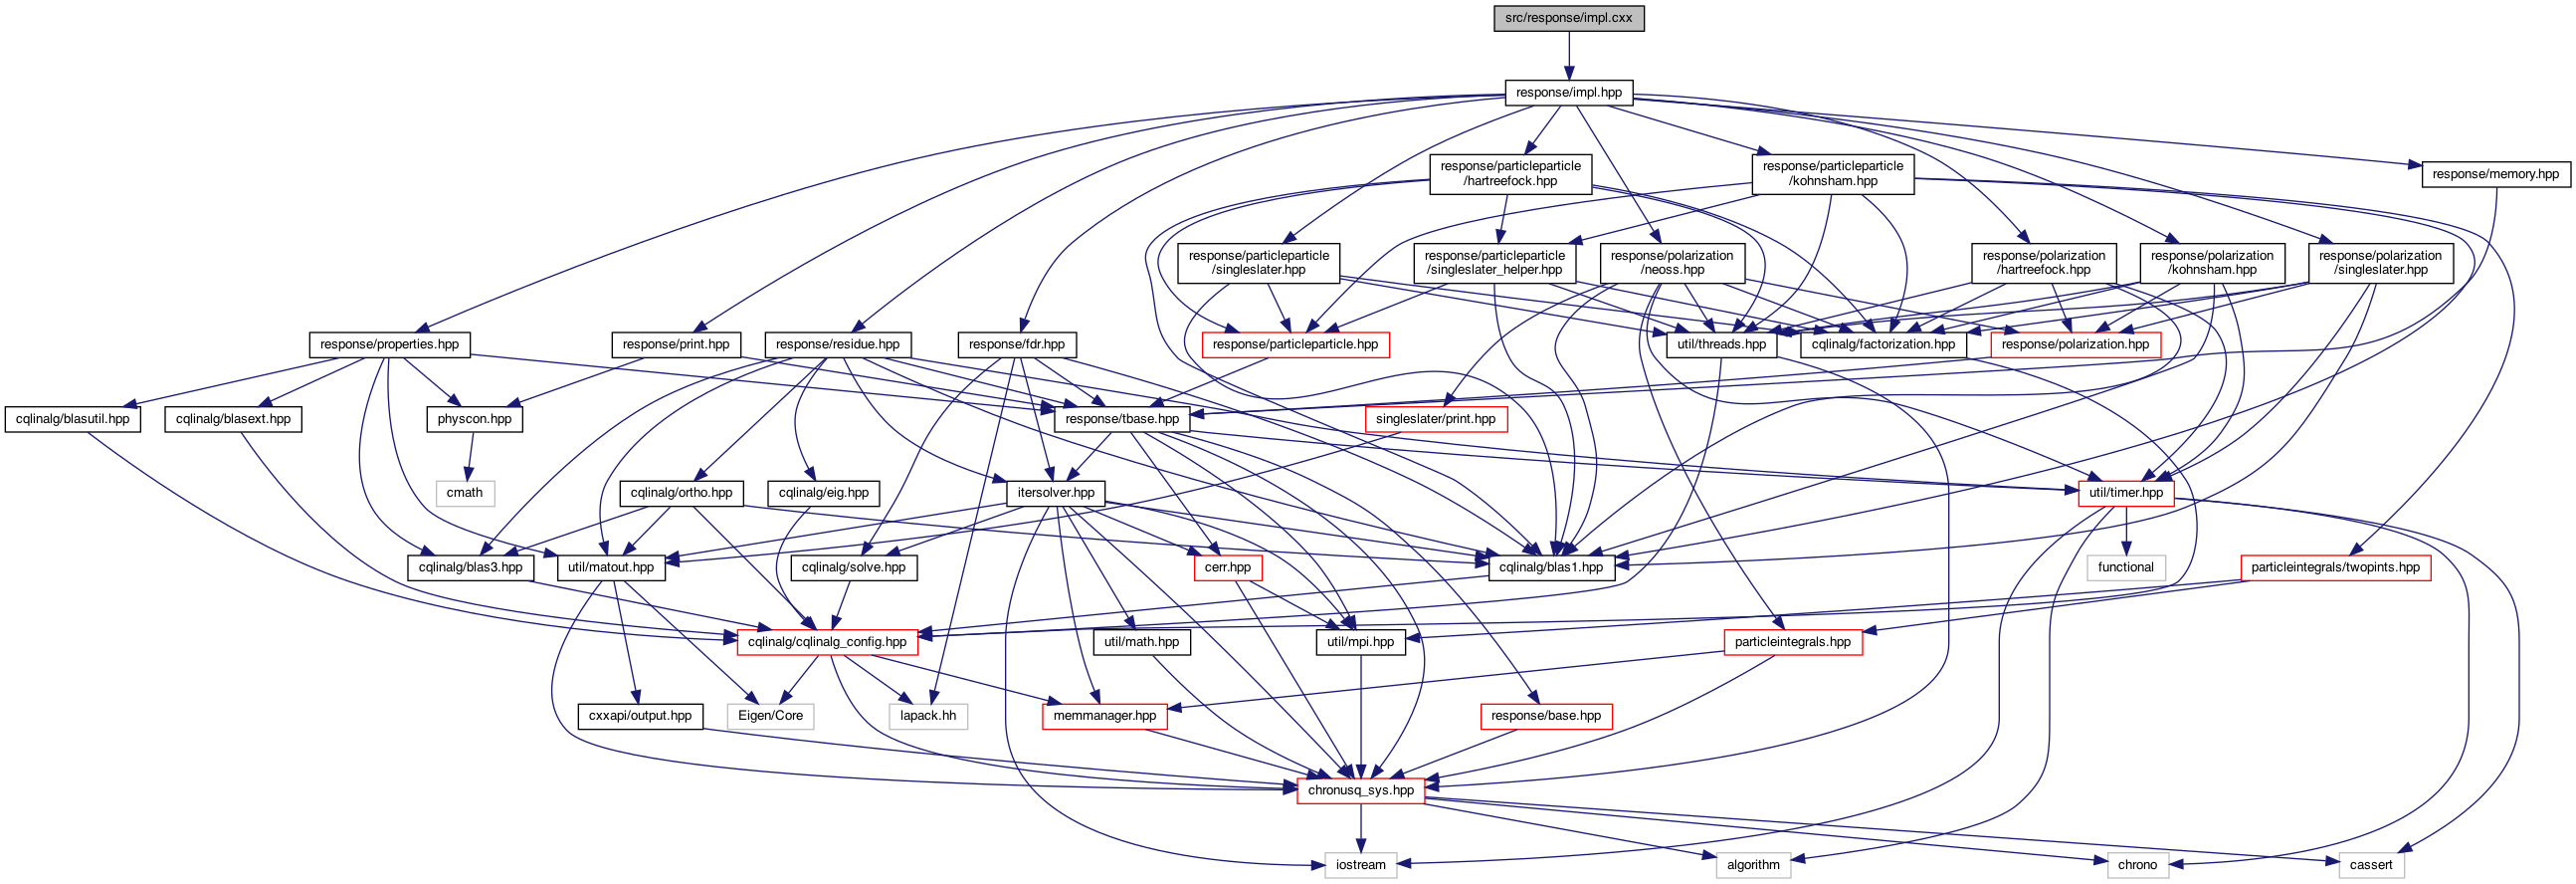 src/response/impl.cxx
response/impl.hpp
response/particleparticle
/hartreefock.hpp
response/particleparticle
/kohnsham.hpp
response/memory.hpp
response/particleparticle
/singleslater.hpp
response/particleparticle
/singleslater_helper.hpp
response/polarization
/neoss.hpp
response/polarization
/hartreefock.hpp
response/polarization
/kohnsham.hpp
response/polarization
/singleslater.hpp
response/properties.hpp
response/print.hpp
response/residue.hpp
response/fdr.hpp
response/particleparticle.hpp
util/threads.hpp
cqlinalg/factorization.hpp
response/polarization.hpp
cqlinalg/blasutil.hpp
cqlinalg/blasext.hpp
physcon.hpp
response/tbase.hpp
singleslater/print.hpp
cmath
cqlinalg/ortho.hpp
cqlinalg/eig.hpp
itersolver.hpp
util/timer.hpp
cqlinalg/blas3.hpp
util/matout.hpp
cqlinalg/solve.hpp
cerr.hpp
cqlinalg/blas1.hpp
functional
particleintegrals/twopints.hpp
cqlinalg/cqlinalg_config.hpp
util/math.hpp
util/mpi.hpp
particleintegrals.hpp
cxxapi/output.hpp
Eigen/Core
lapack.hh
memmanager.hpp
response/base.hpp
chronusq_sys.hpp
iostream
algorithm
chrono
cassert